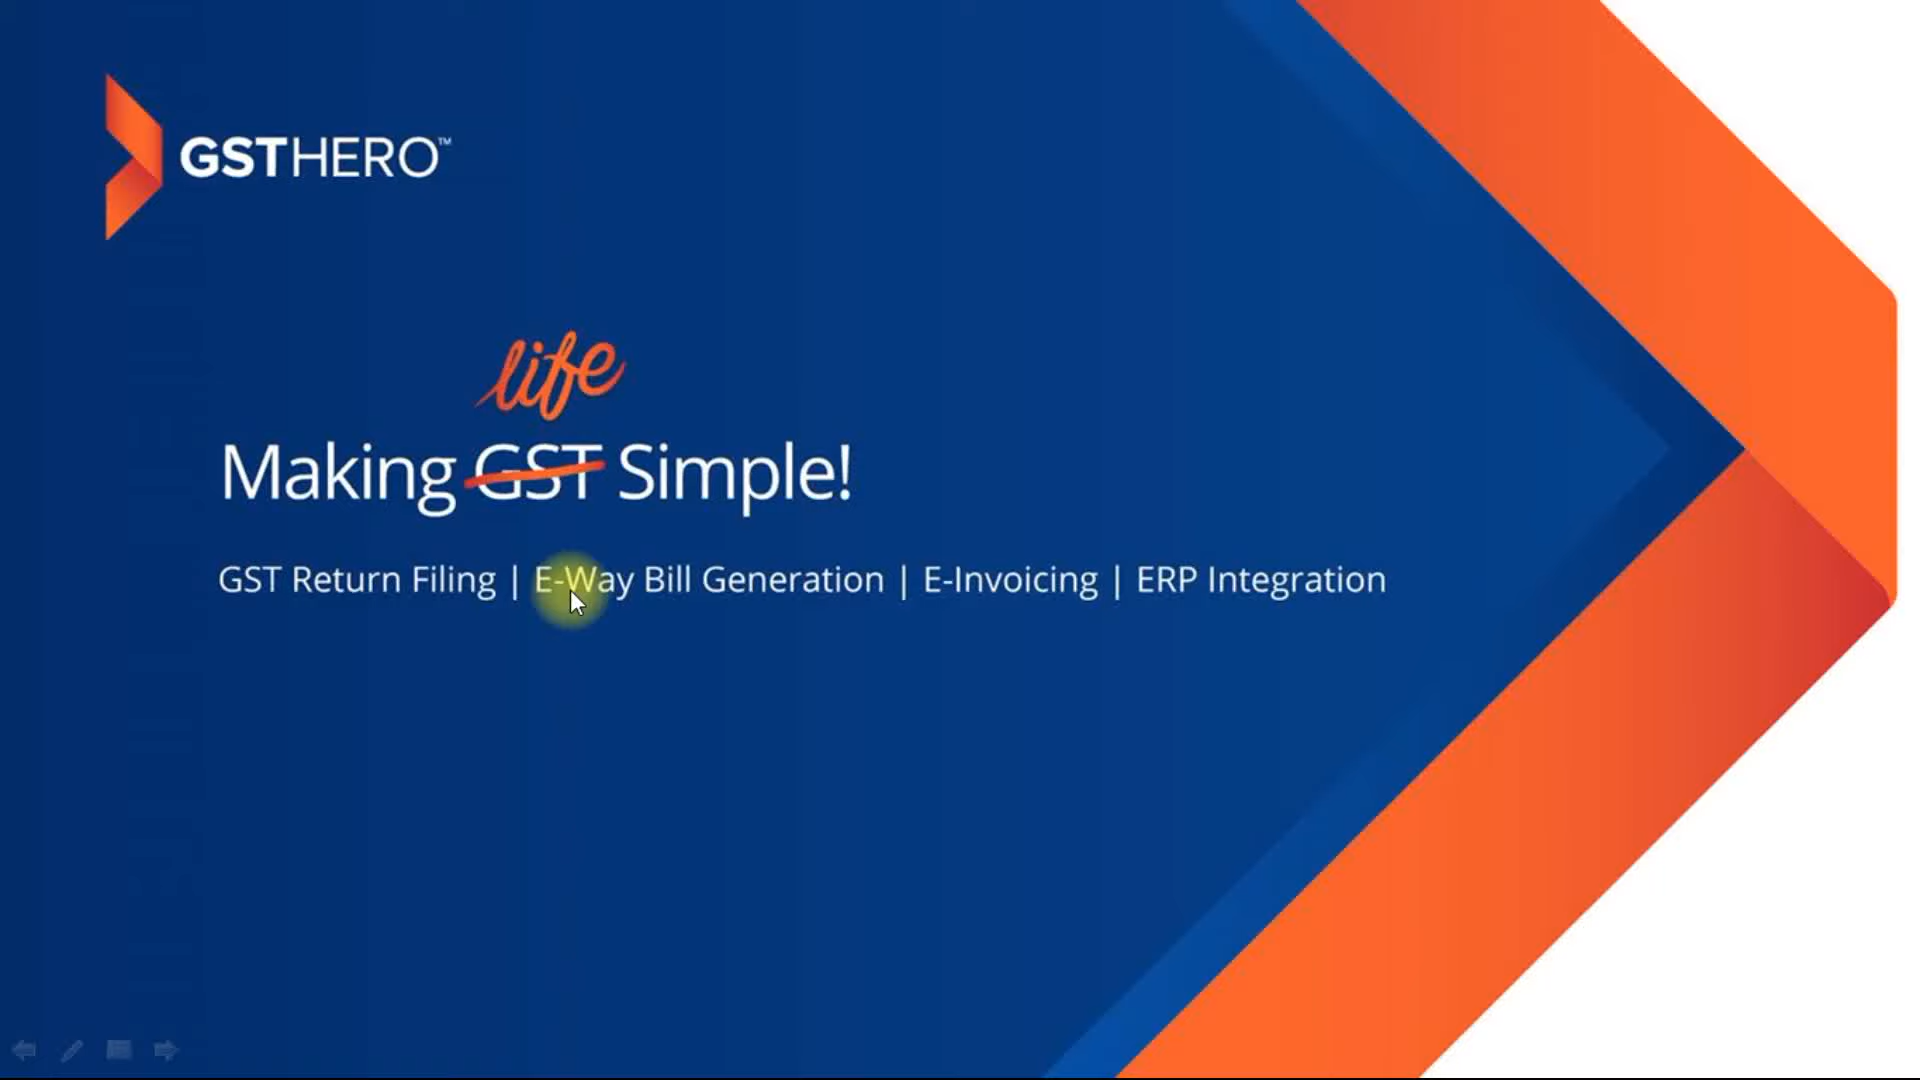 GSTHERO™
life
Making GST Simple!
GST Return Filing | E-Way Bill Generation | E-Invoicing | ERP Integration